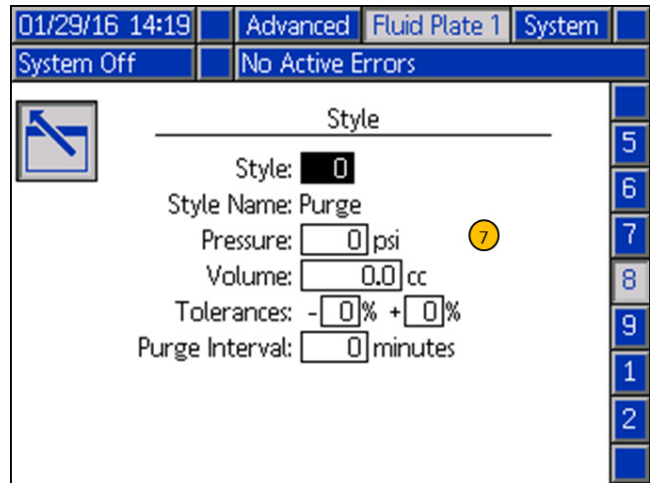 01/29/16 14:19 Advanced Fluid Plate 1 System
System Off No Active Errors
Style
Style: 0
Style Name: Purge
Pressure: 0 psi
7
Volume: 0.0 cc
Tolerances: - 0 % + 0 %
Purge Interval: 0 minutes
5
6
7
8
9
1
2